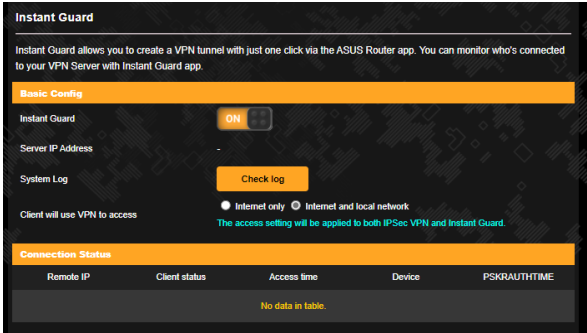 Instant Guard
Instant Guard allows you to create a VPN tunnel with just one click via the ASUS Router app. You can monitor who's connected
to your VPN Server with Instant Guard app.
Basic Config
Instant Guard
ON
Server IP Address
-
System Log
Check log
Client will use VPN to access
Internet only Internet and local network
The access setting will be applied to both IPSec VPN and Instant Guard.
Connection Status
Remote IP Client status Access time Device PSKRAUTHTIME
No data in table.